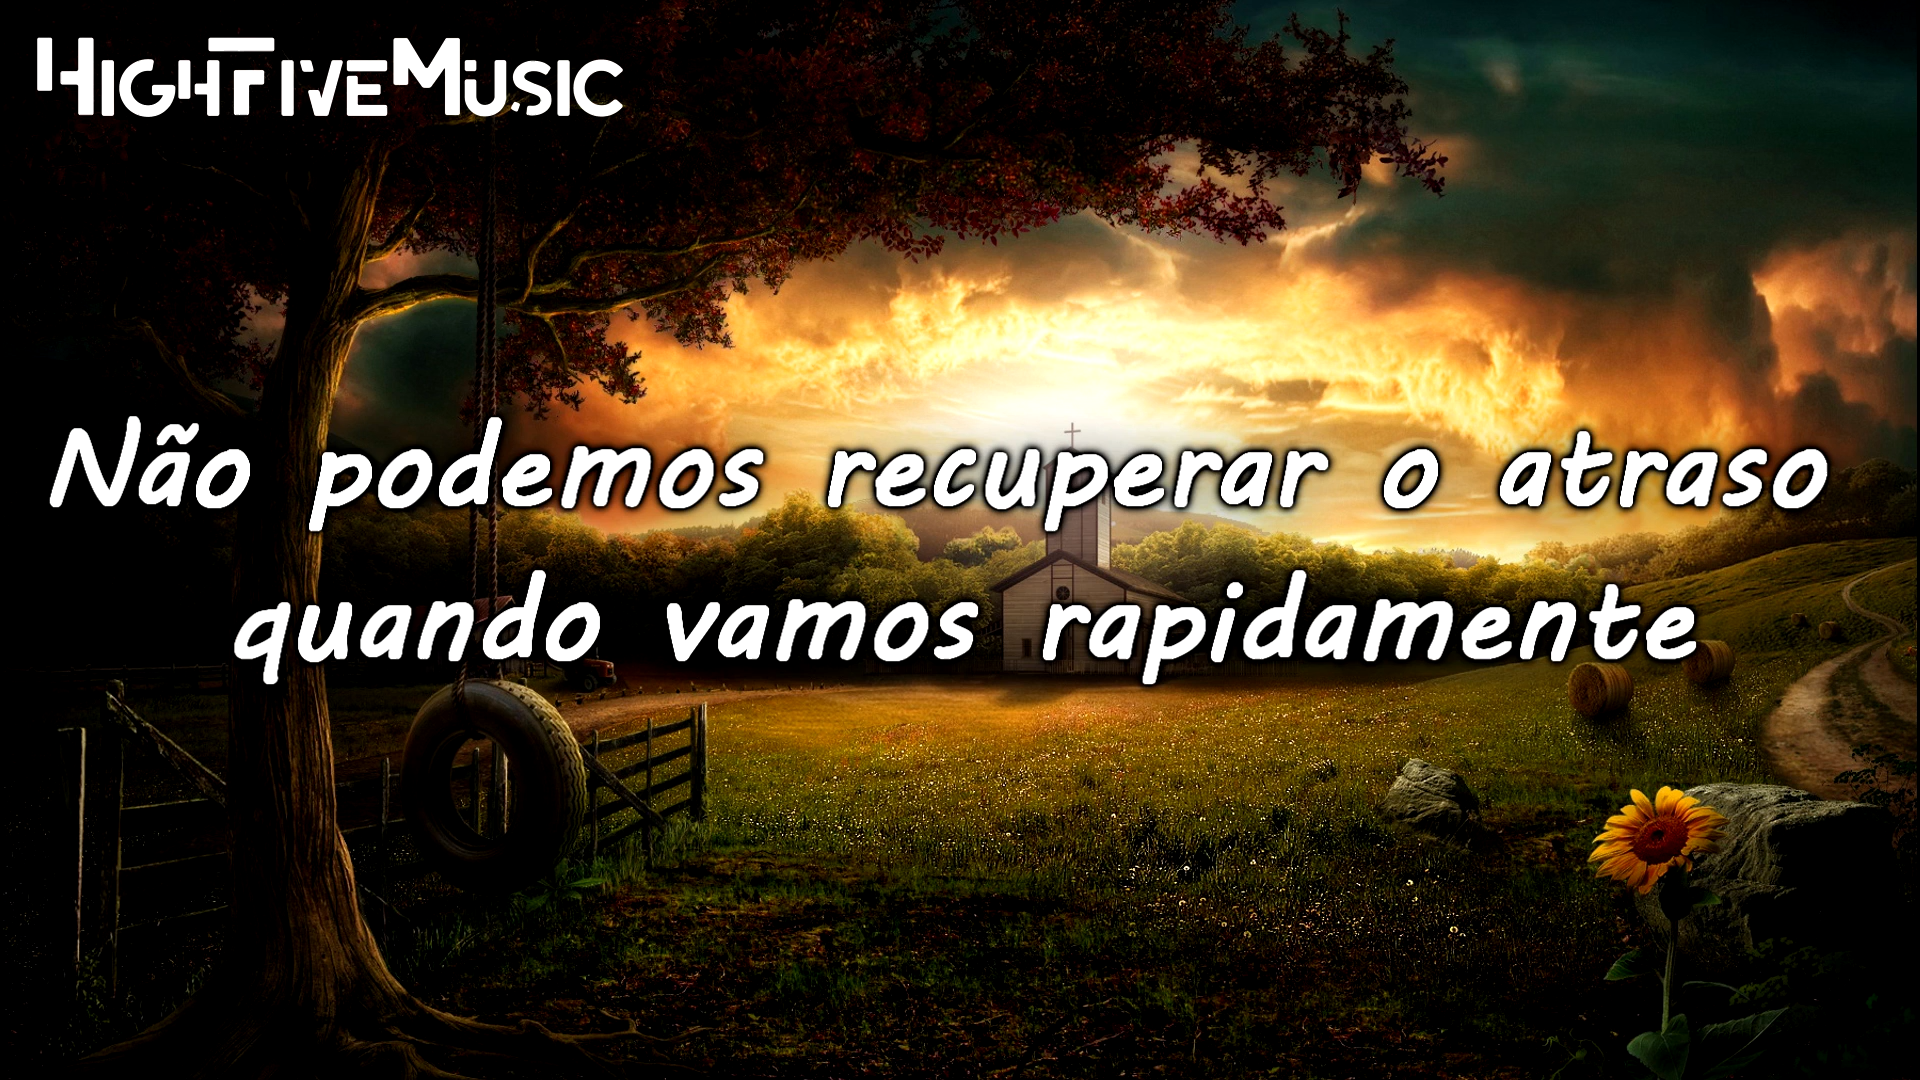 HighFiveMusic
Não podemos recuperar o atraso
quando vamos rapidamente